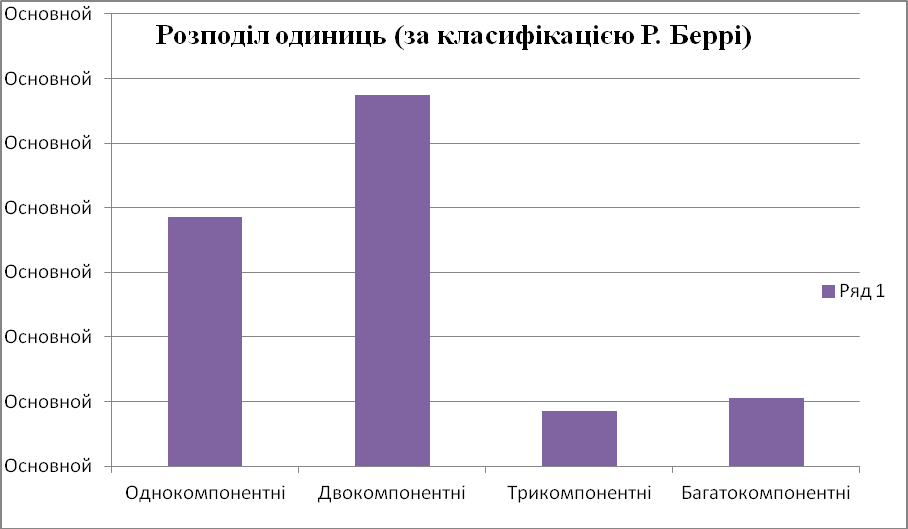 Розподіл одиниць (за класифікацією Р. Беррі)
Основной
Основной
Основной
Основной
Основной
Основной
Основной
Основной
Ряд 1
Однокомпонентні
Двокомпонентні
Трикомпонентні
Багатокомпонентні